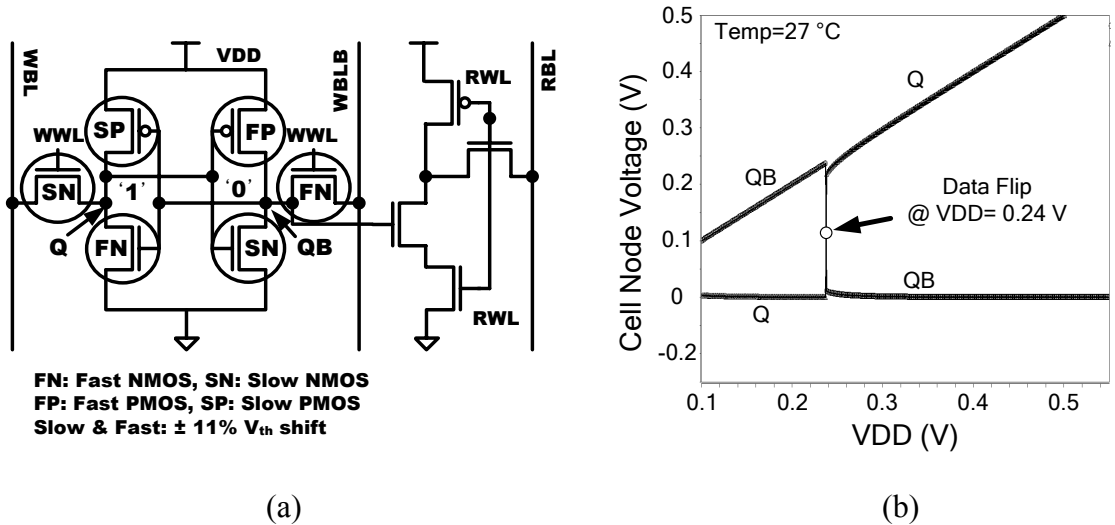 WBL
VDD
WBLB
RWL
RBL
SP
FP
WWL
WWL
SN
'1'
'0'
FN
Q
FN
SN
QB
RWL
FN: Fast NMOS, SN: Slow NMOS
FP: Fast PMOS, SP: Slow PMOS
Slow & Fast: ± 11% Vth shift
(a)
Cell Node Voltage (V)
0.5
0.4
0.3
0.2
0.1
0
-0.2
Temp=27 °C
Q
QB
Data Flip
@ VDD= 0.24 V
QB
Q
0.1 0.2 0.3 0.4 0.5
VDD (V)
(b)